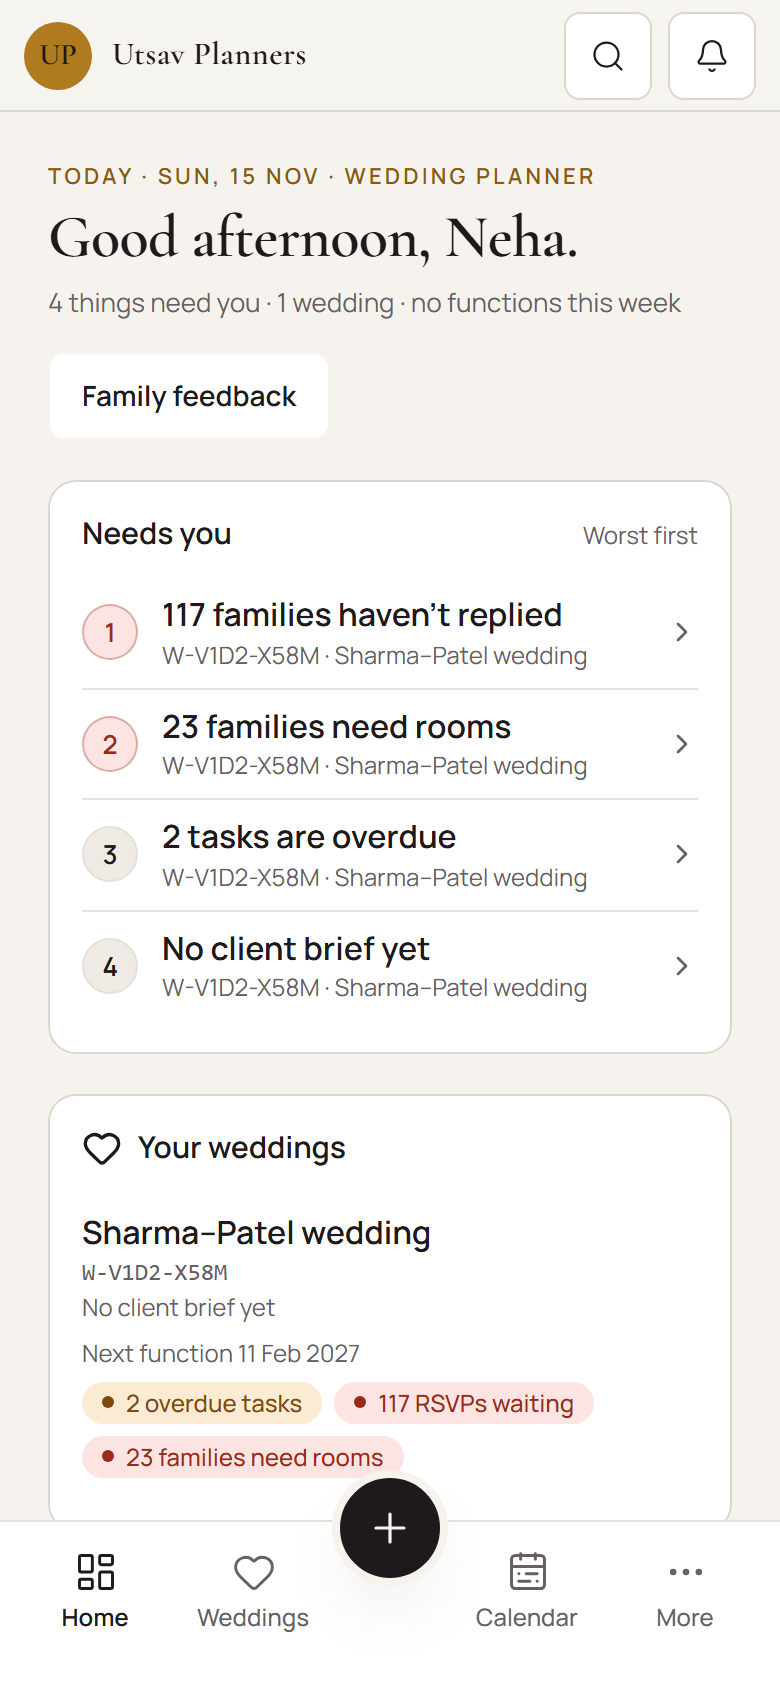 UP Utsav Planners
TODAY · SUN, 15 NOV · WEDDING PLANNER
Good afternoon, Neha.
4 things need you · 1 wedding · no functions this week
Family feedback
Needs you Worst first
1 117 families haven’t replied
W-V1D2-X58M · Sharma–Patel wedding
2 23 families need rooms
W-V1D2-X58M · Sharma–Patel wedding
3 2 tasks are overdue
W-V1D2-X58M · Sharma–Patel wedding
4 No client brief yet
W-V1D2-X58M · Sharma–Patel wedding
Your weddings
Sharma–Patel wedding
W-V1D2-X58M
No client brief yet
Next function 11 Feb 2027
2 overdue tasks 117 RSVPs waiting
23 families need rooms
Home Weddings Calendar More